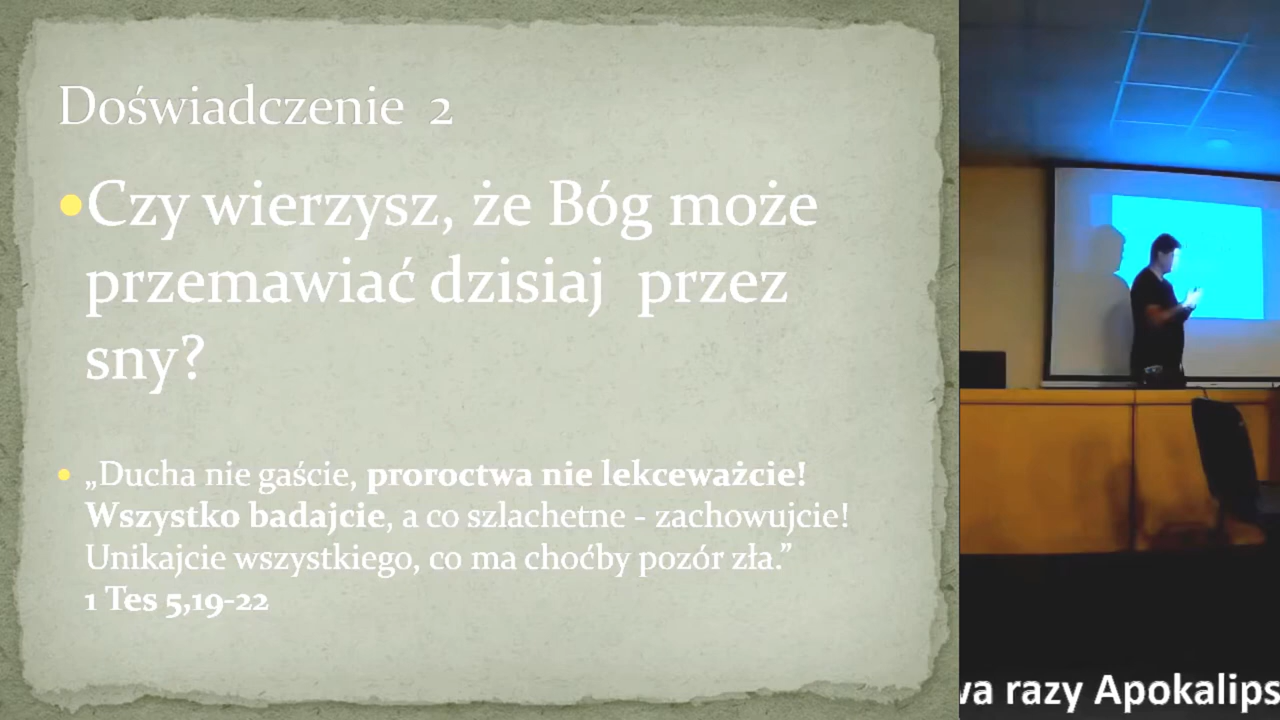 Doświadczenie 2
•Czy wierzysz, że Bóg może
przemawiać dzisiaj przez
sny?
• „Ducha nie gaście, proroctwa nie lekceważcie!
Wszystko badajcie, a co szlachetne - zachowujcie!
Unikajcie wszystkiego, co ma choćby pozór zła.”
1 Tes 5,19-22
va razy Apokalips